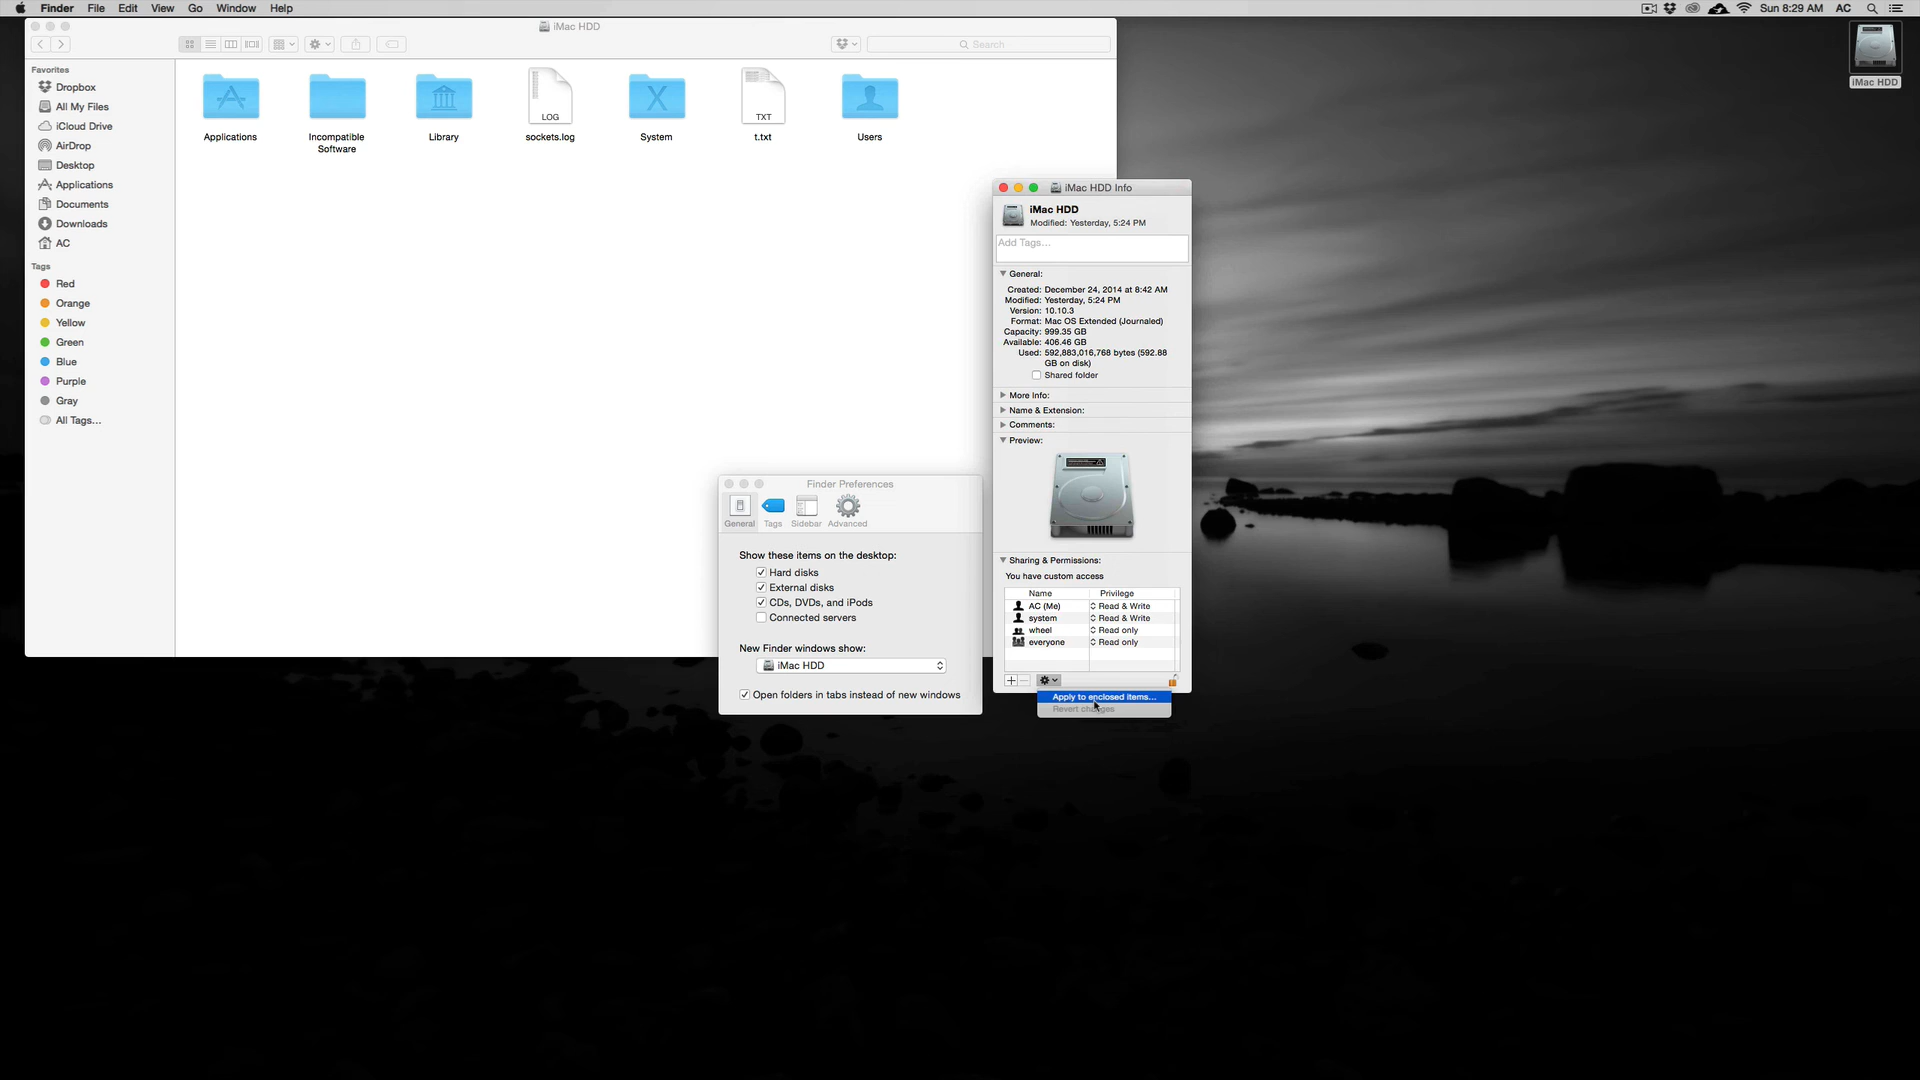 Finder File Edit View Go Window Help
Sun 8:29 AM AC
iMac HDD
Search
Favorites
Dropbox
All My Files
iCloud Drive
AirDrop
Desktop
Applications
Documents
Downloads
AC
Tags
Red
Orange
Yellow
Green
Blue
Purple
Gray
All Tags...
LOG
X
TXT
Applications
Incompatible
Software
Library
sockets.log
System
t.txt
Users
iMac HDD
iMac HDD Info
iMac HDD
Modified: Yesterday, 5:24 PM
Add Tags...
General:
Created: December 24, 2014 at 8:42 AM
Modified: Yesterday, 5:24 PM
Version: 10.10.3
Format: Mac OS Extended (Journaled)
Capacity: 999.35 GB
Available: 406.46 GB
Used: 592,883,016,768 bytes (592.88
GB on disk)
Shared folder
More Info:
Name & Extension:
Comments:
Preview:
Sharing & Permissions:
You have custom access
Name Privilege
AC (Me) Read & Write
system Read & Write
wheel Read only
everyone Read only
Apply to enclosed items...
Revert changes
Finder Preferences
General Tags Sidebar Advanced
Show these items on the desktop:
Hard disks
External disks
CDs, DVDs, and iPods
Connected servers
New Finder windows show:
iMac HDD
Open folders in tabs instead of new windows